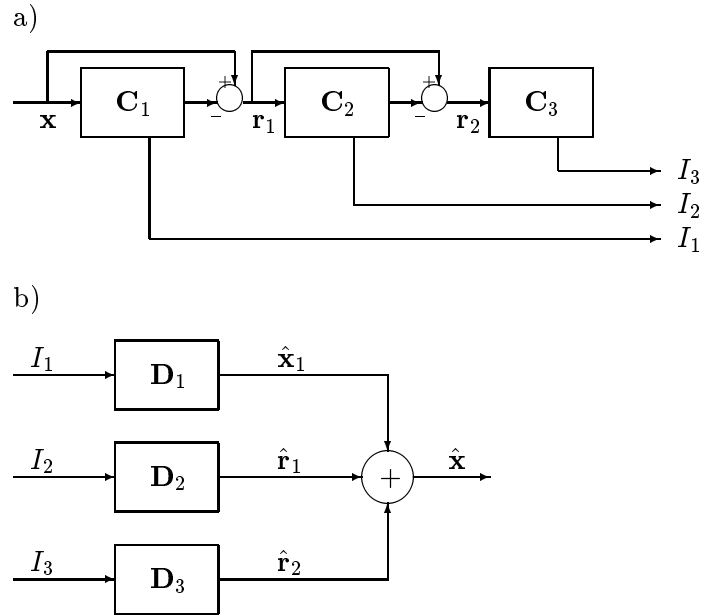 a)
+ +
C₁ C₂ C₃
x - r₁ - r₂
I₃
I₂
I₁
b)
I₁ D₁ x̂₁
I₂ D₂ r̂₁ + x̂
I₃ D₃ r̂₂